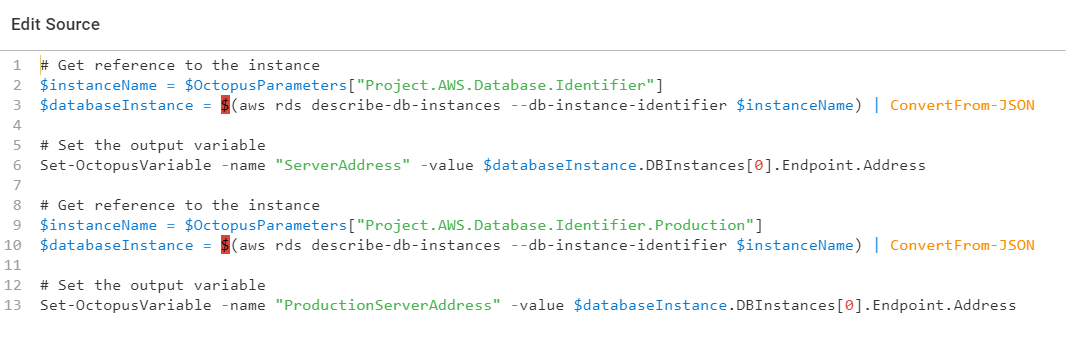 Edit Source
1 # Get reference to the instance
2 $instanceName = $OctopusParameters["Project.AWS.Database.Identifier"]
3 $databaseInstance = $(aws rds describe-db-instances --db-instance-identifier $instanceName) | ConvertFrom-JSON
4
5 # Set the output variable
6 Set-OctopusVariable -name "ServerAddress" -value $databaseInstance.DBInstances[0].Endpoint.Address
7
8 # Get reference to the instance
9 $instanceName = $OctopusParameters["Project.AWS.Database.Identifier.Production"]
10 $databaseInstance = $(aws rds describe-db-instances --db-instance-identifier $instanceName) | ConvertFrom-JSON
11
12 # Set the output variable
13 Set-OctopusVariable -name "ProductionServerAddress" -value $databaseInstance.DBInstances[0].Endpoint.Address